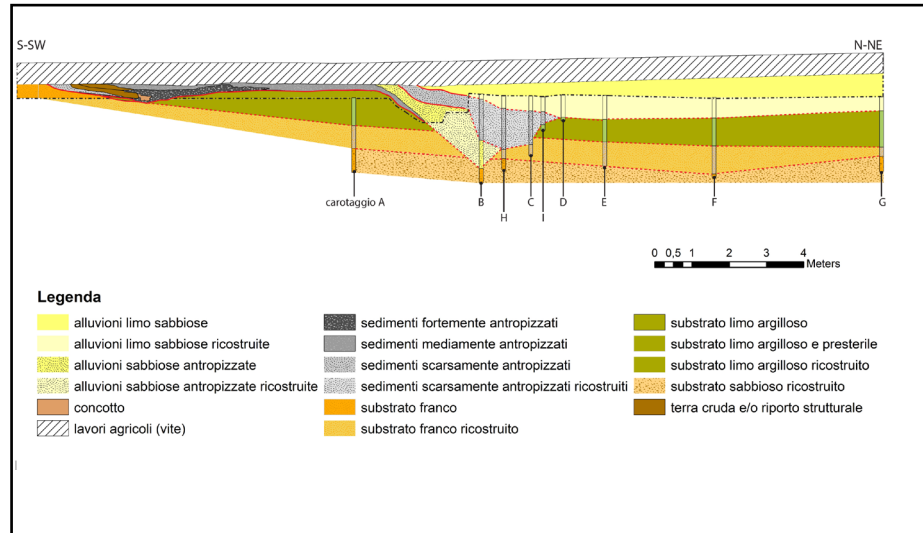 S-SW
N-NE
carotaggio A
B
H
C
I
D
E
F
G
0 0,5 1 2 3 4
Meters
Legenda
alluvioni limo sabbiose
alluvioni limo sabbiose ricostruite
alluvioni sabbiose antropizzate
alluvioni sabbiose antropizzate ricostruite
concotto
lavori agricoli (vite)
sedimenti fortemente antropizzati
sedimenti mediamente antropizzati
sedimenti scarsamente antropizzati
sedimenti scarsamente antropizzati ricostruiti
substrato franco
substrato franco ricostruito
substrato limo argilloso
substrato limo argilloso e presterile
substrato limo argilloso ricostruito
substrato sabbioso ricostruito
terra cruda e/o riporto strutturale